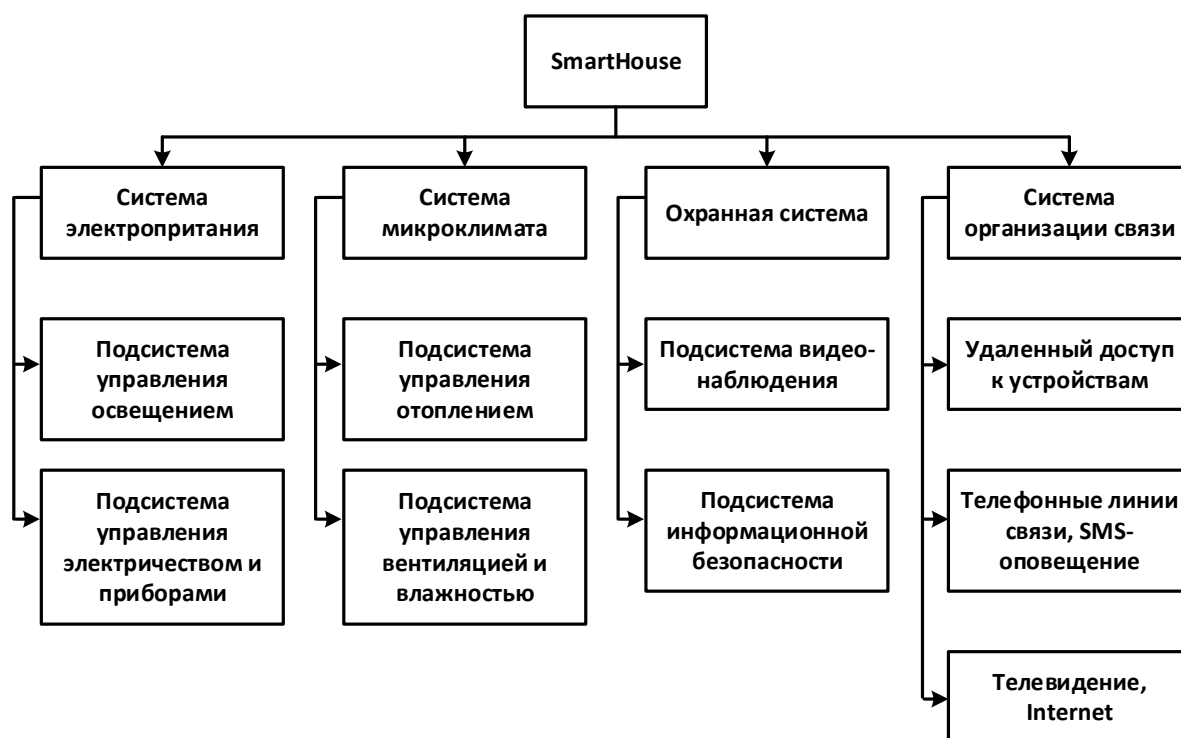 SmartHouse
Система
электропритания
Система
микроклимата
Охранная система
Система
организации связи
Подсистема
управления
освещением
Подсистема
управления
отоплением
Подсистема видео-
наблюдения
Удаленный доступ
к устройствам
Подсистема
управления
электричеством и
приборами
Подсистема
управления
вентиляцией и
влажностью
Подсистема
информационной
безопасности
Телефонные линии
связи, SMS-
оповещение
Телевидение,
Internet